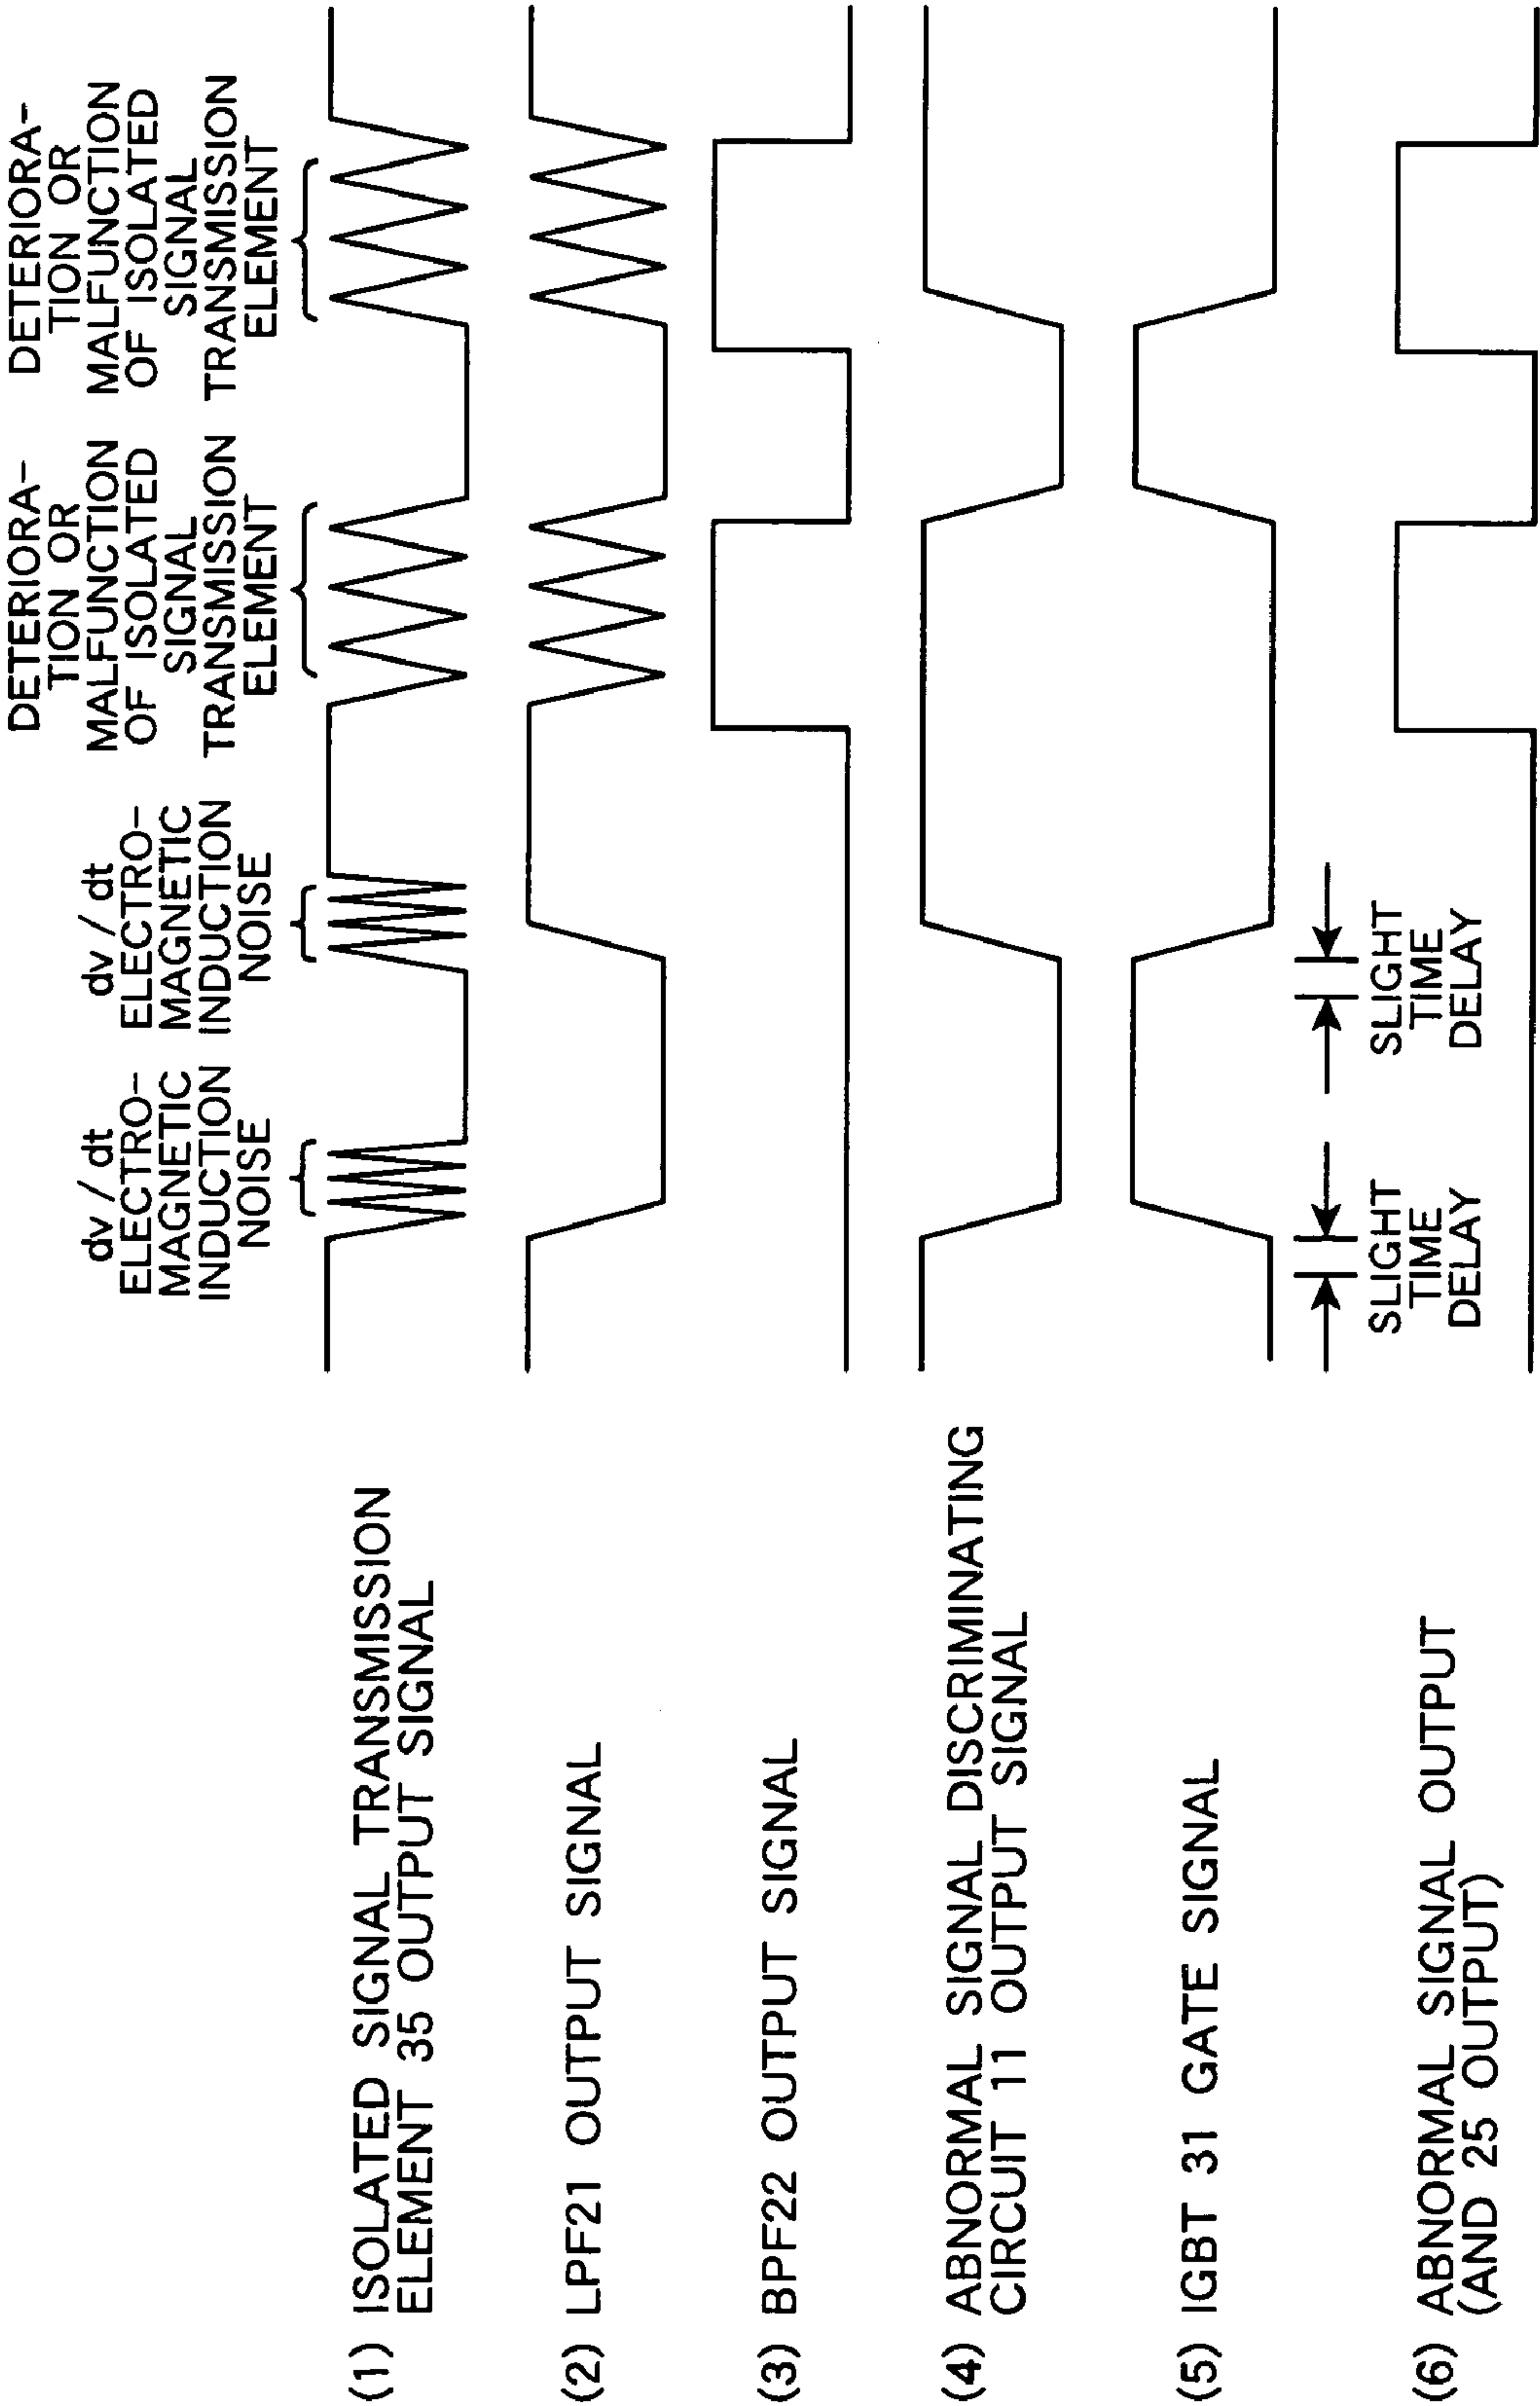 dv / dt
ELECTRO-
MAGNETIC
INDUCTION
NOISE
dv / dt
ELECTRO-
MAGNETIC
INDUCTION
NOISE
DETERIORA-
TION OR
MALFUNCTION
OF ISOLATED
SIGNAL
TRANSMISSION
ELEMENT
DETERIORA-
TION OR
MALFUNCTION
OF ISOLATED
SIGNAL
TRANSMISSION
ELEMENT
(1) ISOLATED SIGNAL TRANSMISSION
ELEMENT 35 OUTPUT SIGNAL
(2) LPF21 OUTPUT SIGNAL
(3) BPF22 OUTPUT SIGNAL
(4) ABNORMAL SIGNAL DISCRIMINATING
CIRCUIT 11 OUTPUT SIGNAL
(5) IGBT 31 GATE SIGNAL
SLIGHT
TIME
DELAY
SLIGHT
TIME
DELAY
(6) ABNORMAL SIGNAL OUTPUT
(AND 25 OUTPUT)